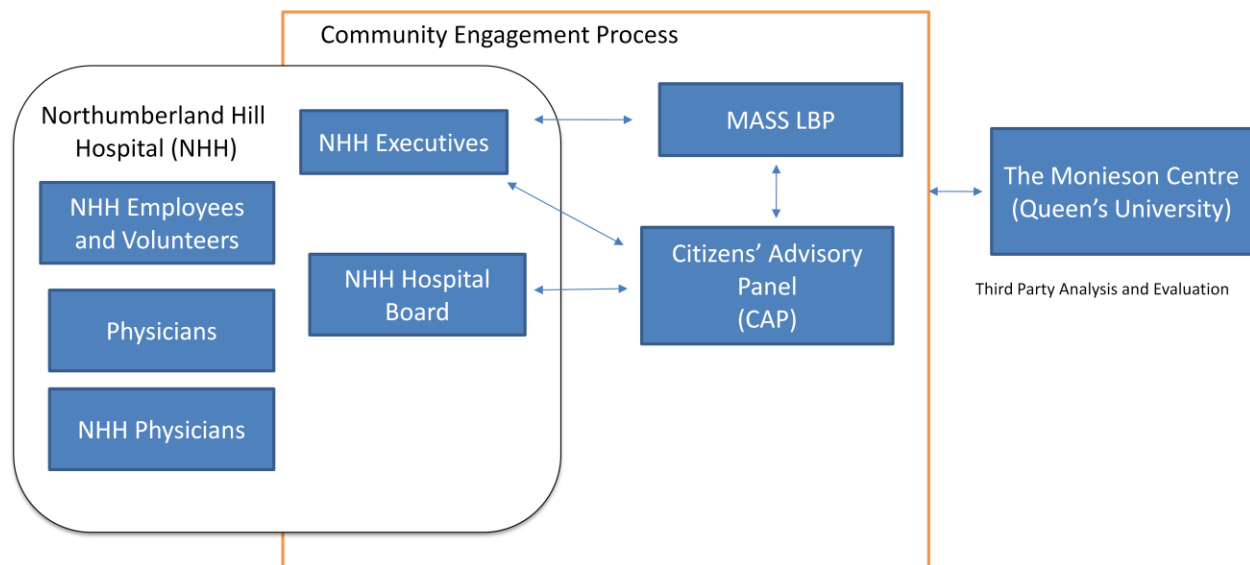 Community Engagement Process
Northumberland Hill
Hospital (NHH)
NHH Employees
and Volunteers
Physicians
NHH Physicians
NHH Executives
NHH Hospital
Board
MASS LBP
Citizens’ Advisory
Panel
(CAP)
The Monieson Centre
(Queen’s University)
Third Party Analysis and Evaluation